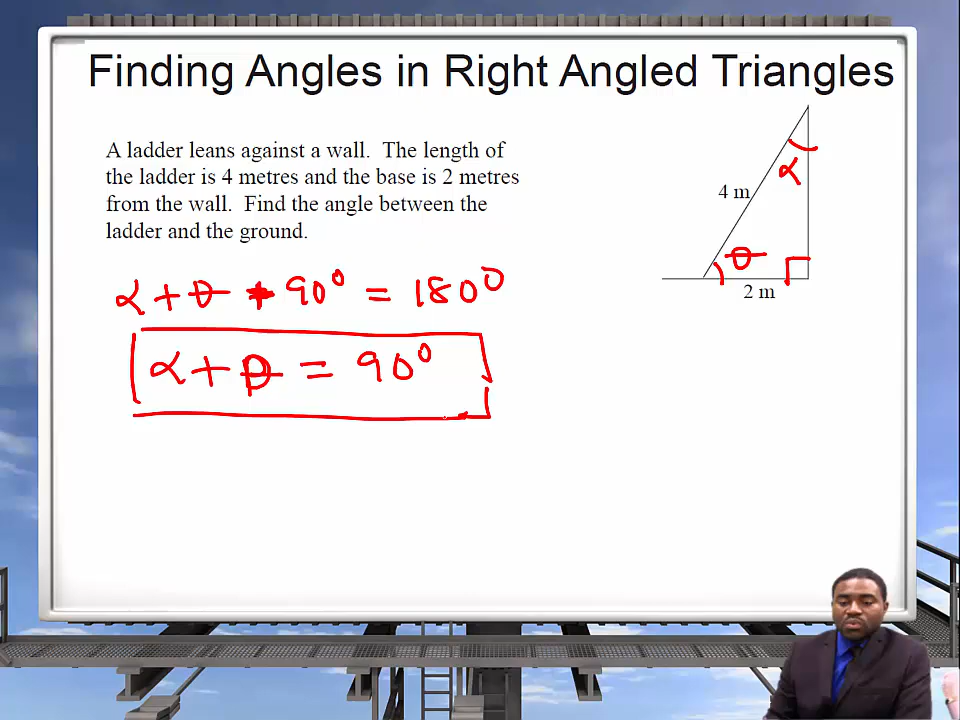 Finding Angles in Right Angled Triangles
A ladder leans against a wall. The length of
the ladder is 4 metres and the base is 2 metres
from the wall. Find the angle between the
ladder and the ground.
α + θ + 90° = 180°
α + θ = 90°
α
4 m
θ
2 m